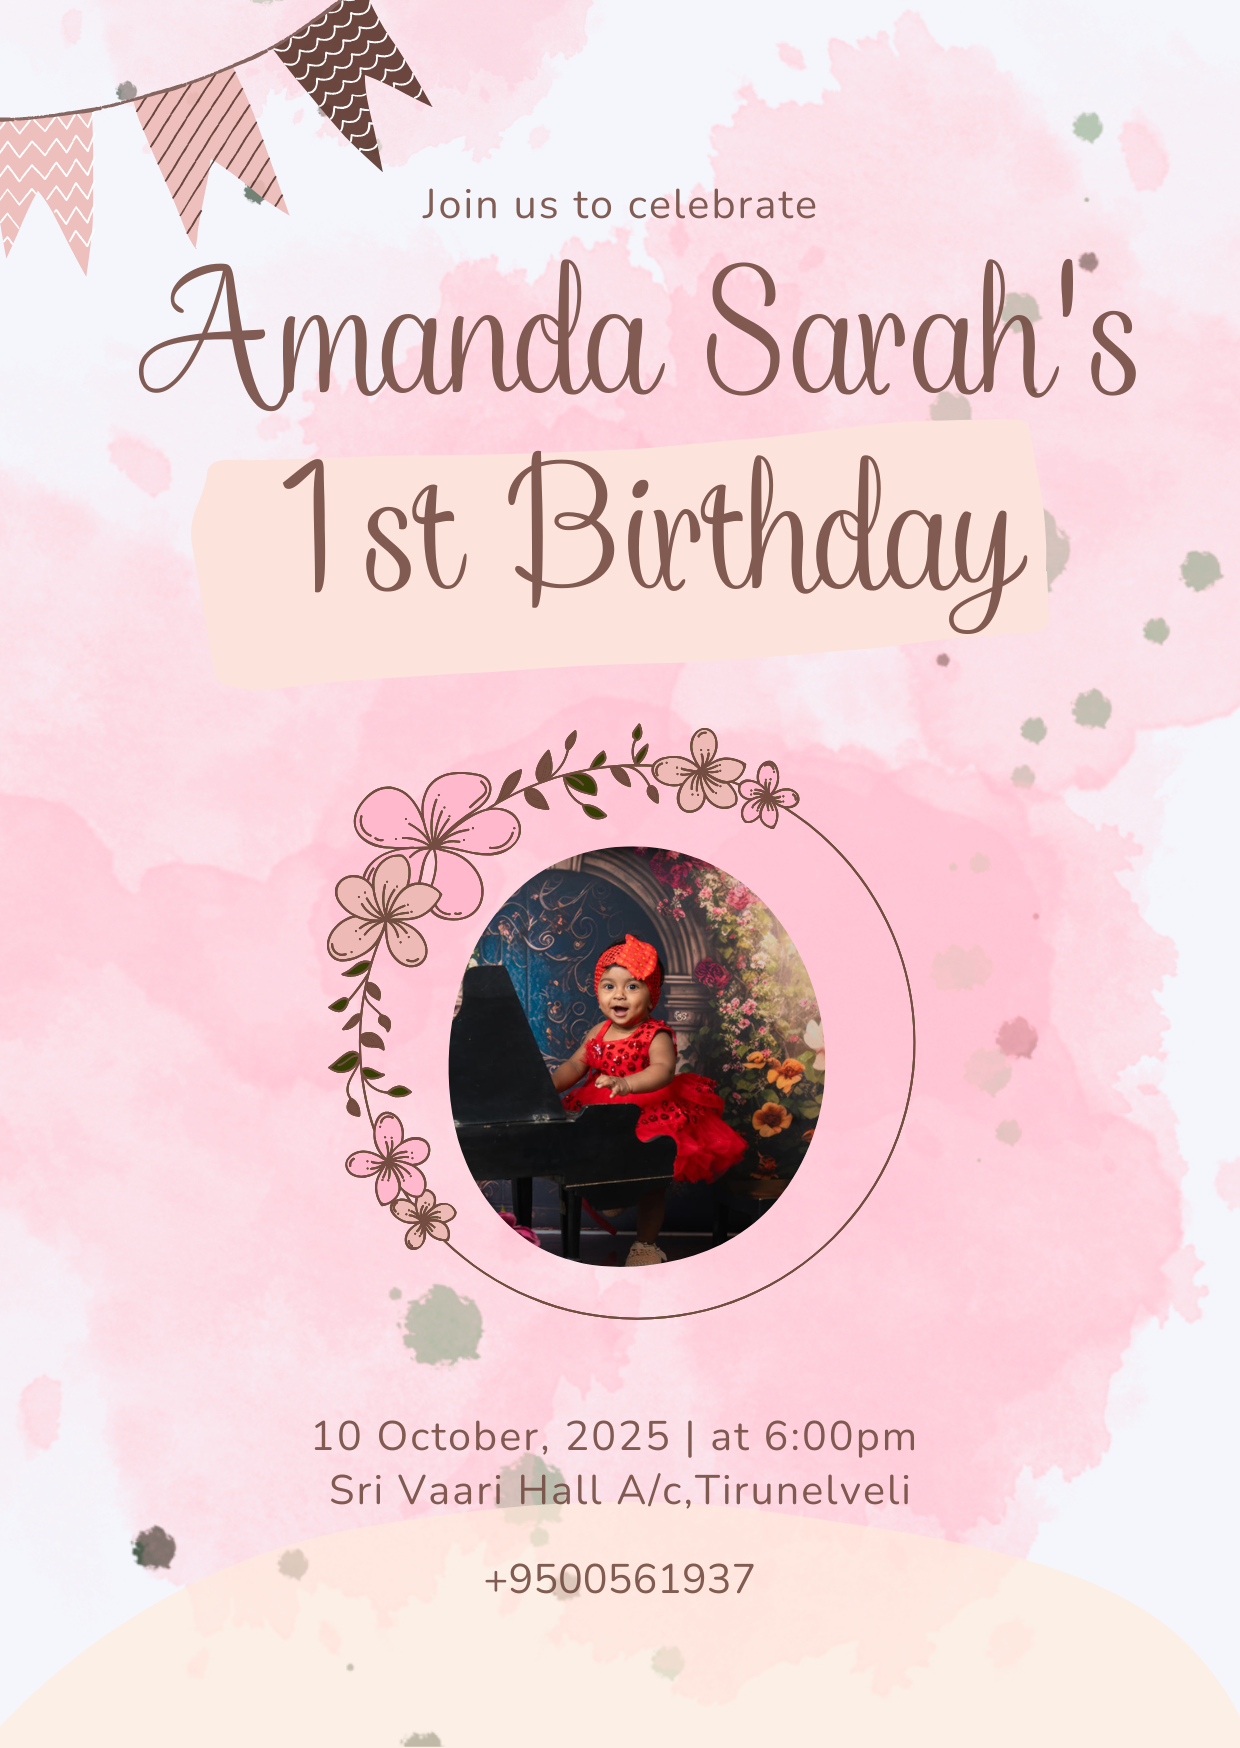 Join us to celebrate
Amanda Sarah's
1st Birthday
10 October, 2025 | at 6:00pm
Sri Vaari Hall A/c,Tirunelveli
+9500561937